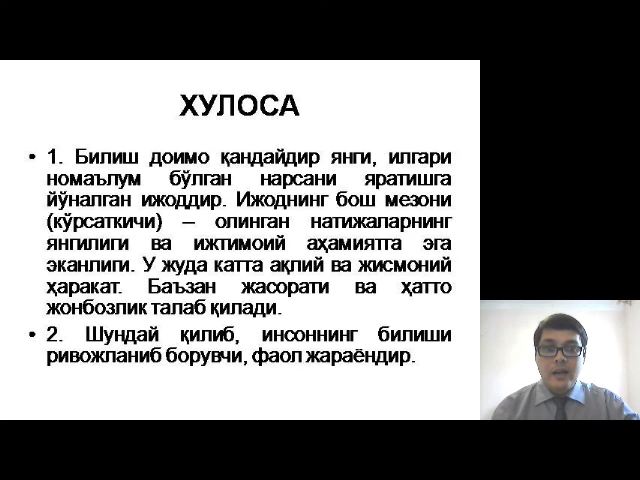 ХУЛОСА
• 1. Билиш доимо қандайдир янги, илгари
номаълум бўлган нарсани яратишга
йўналган ижоддир. Ижоднинг бош мезони
(кўрсаткичи) – олинган натижаларнинг
янгилиги ва ижтимоий аҳамиятга эга
эканлиги. У жуда катта ақлий ва жисмоний
ҳаракат. Баъзан жасорати ва ҳатто
жонбозлик талаб қилади.
• 2. Шундай қилиб, инсоннинг билиши
ривожланиб борувчи, фаол жараёндир.